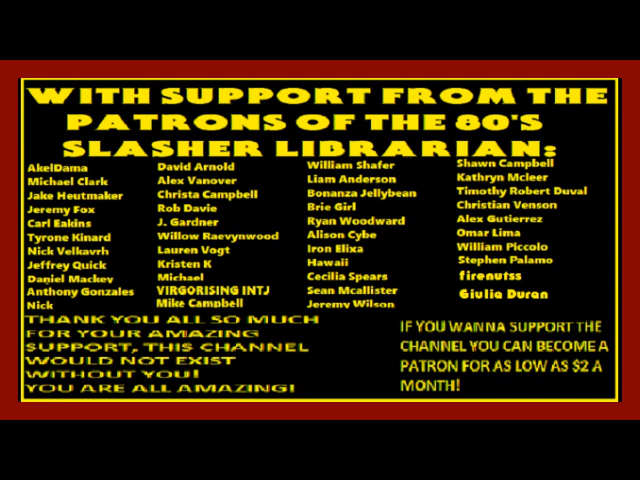 WITH SUPPORT FROM THE
PATRONS OF THE 80'S
SLASHER LIBRARIAN:
AkelDama
Michael Clark
Jake Heutmaker
Jeremy Fox
Carl Eakins
Tyrone Kinard
Nick Velkavrh
Jeffrey Quick
Daniel Mackey
Anthony Gonzales
Nick
David Arnold
Alex Vanover
Christa Campbell
Rob Davie
J. Gardner
Willow Raevynwood
Lauren Vogt
Kristen K
Michael
VIRGORISING INTJ
Mike Campbell
William Shafer
Liam Anderson
Bonanza Jellybean
Brie Girl
Ryan Woodward
Alison Cybe
Iron Elixa
Hawaii
Cecilia Spears
Sean Mcallister
Jeremy Wilson
Shawn Campbell
Kathryn Mcleer
Timothy Robert Duval
Christian Venson
Alex Gutierrez
Omar Lima
William Piccolo
Stephen Palamo
firenutss
Giulia Duran
THANK YOU ALL SO MUCH
FOR YOUR AMAZING
SUPPORT, THIS CHANNEL
WOULD NOT EXIST
WITHOUT YOU!
YOU ARE ALL AMAZING!
IF YOU WANNA SUPPORT THE
CHANNEL YOU CAN BECOME A
PATRON FOR AS LOW AS $2 A
MONTH!